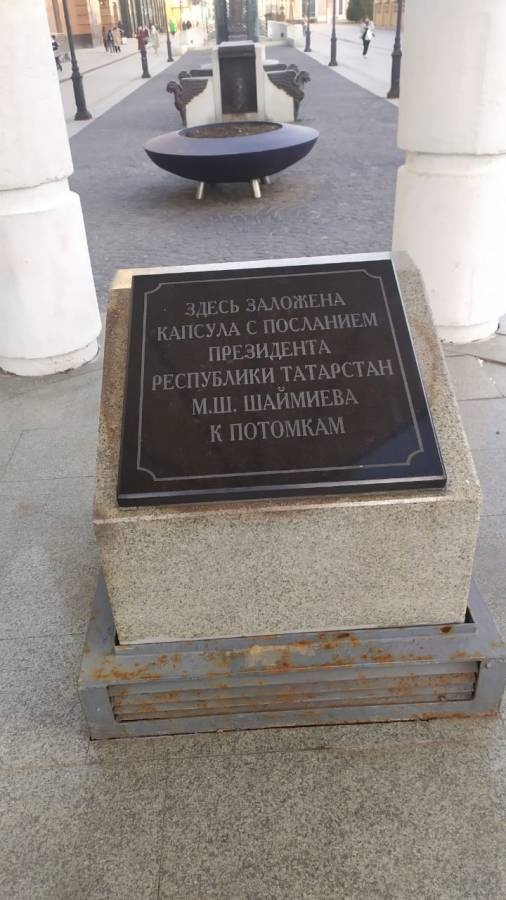 ЗДЕСЬ ЗАЛОЖЕНА
КАПСУЛА С ПОСЛАНИЕМ
ПРЕЗИДЕНТА
РЕСПУБЛИКИ ТАТАРСТАН
М.Ш. ШАЙМИЕВА
К ПОТОМКАМ